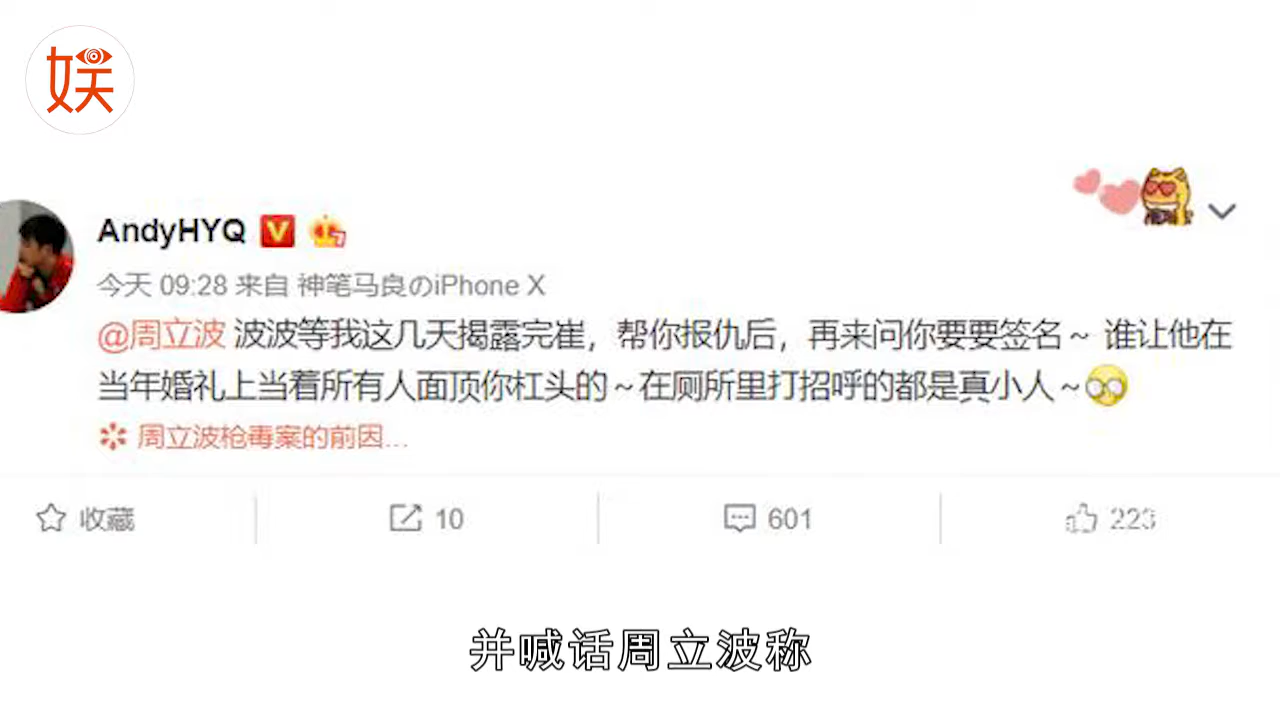 娱
AndyHYQ
今天 09:28 来自 神笔马良のiPhone X
@周立波 波波等我这几天揭露完崔，帮你报仇后，再来问你要要签名～ 谁让他在
当年婚礼上当着所有人面顶你杠头的～在厕所里打招呼的都是真小人～
周立波枪毒案的前因...
收藏 10 601 223
并喊话周立波称